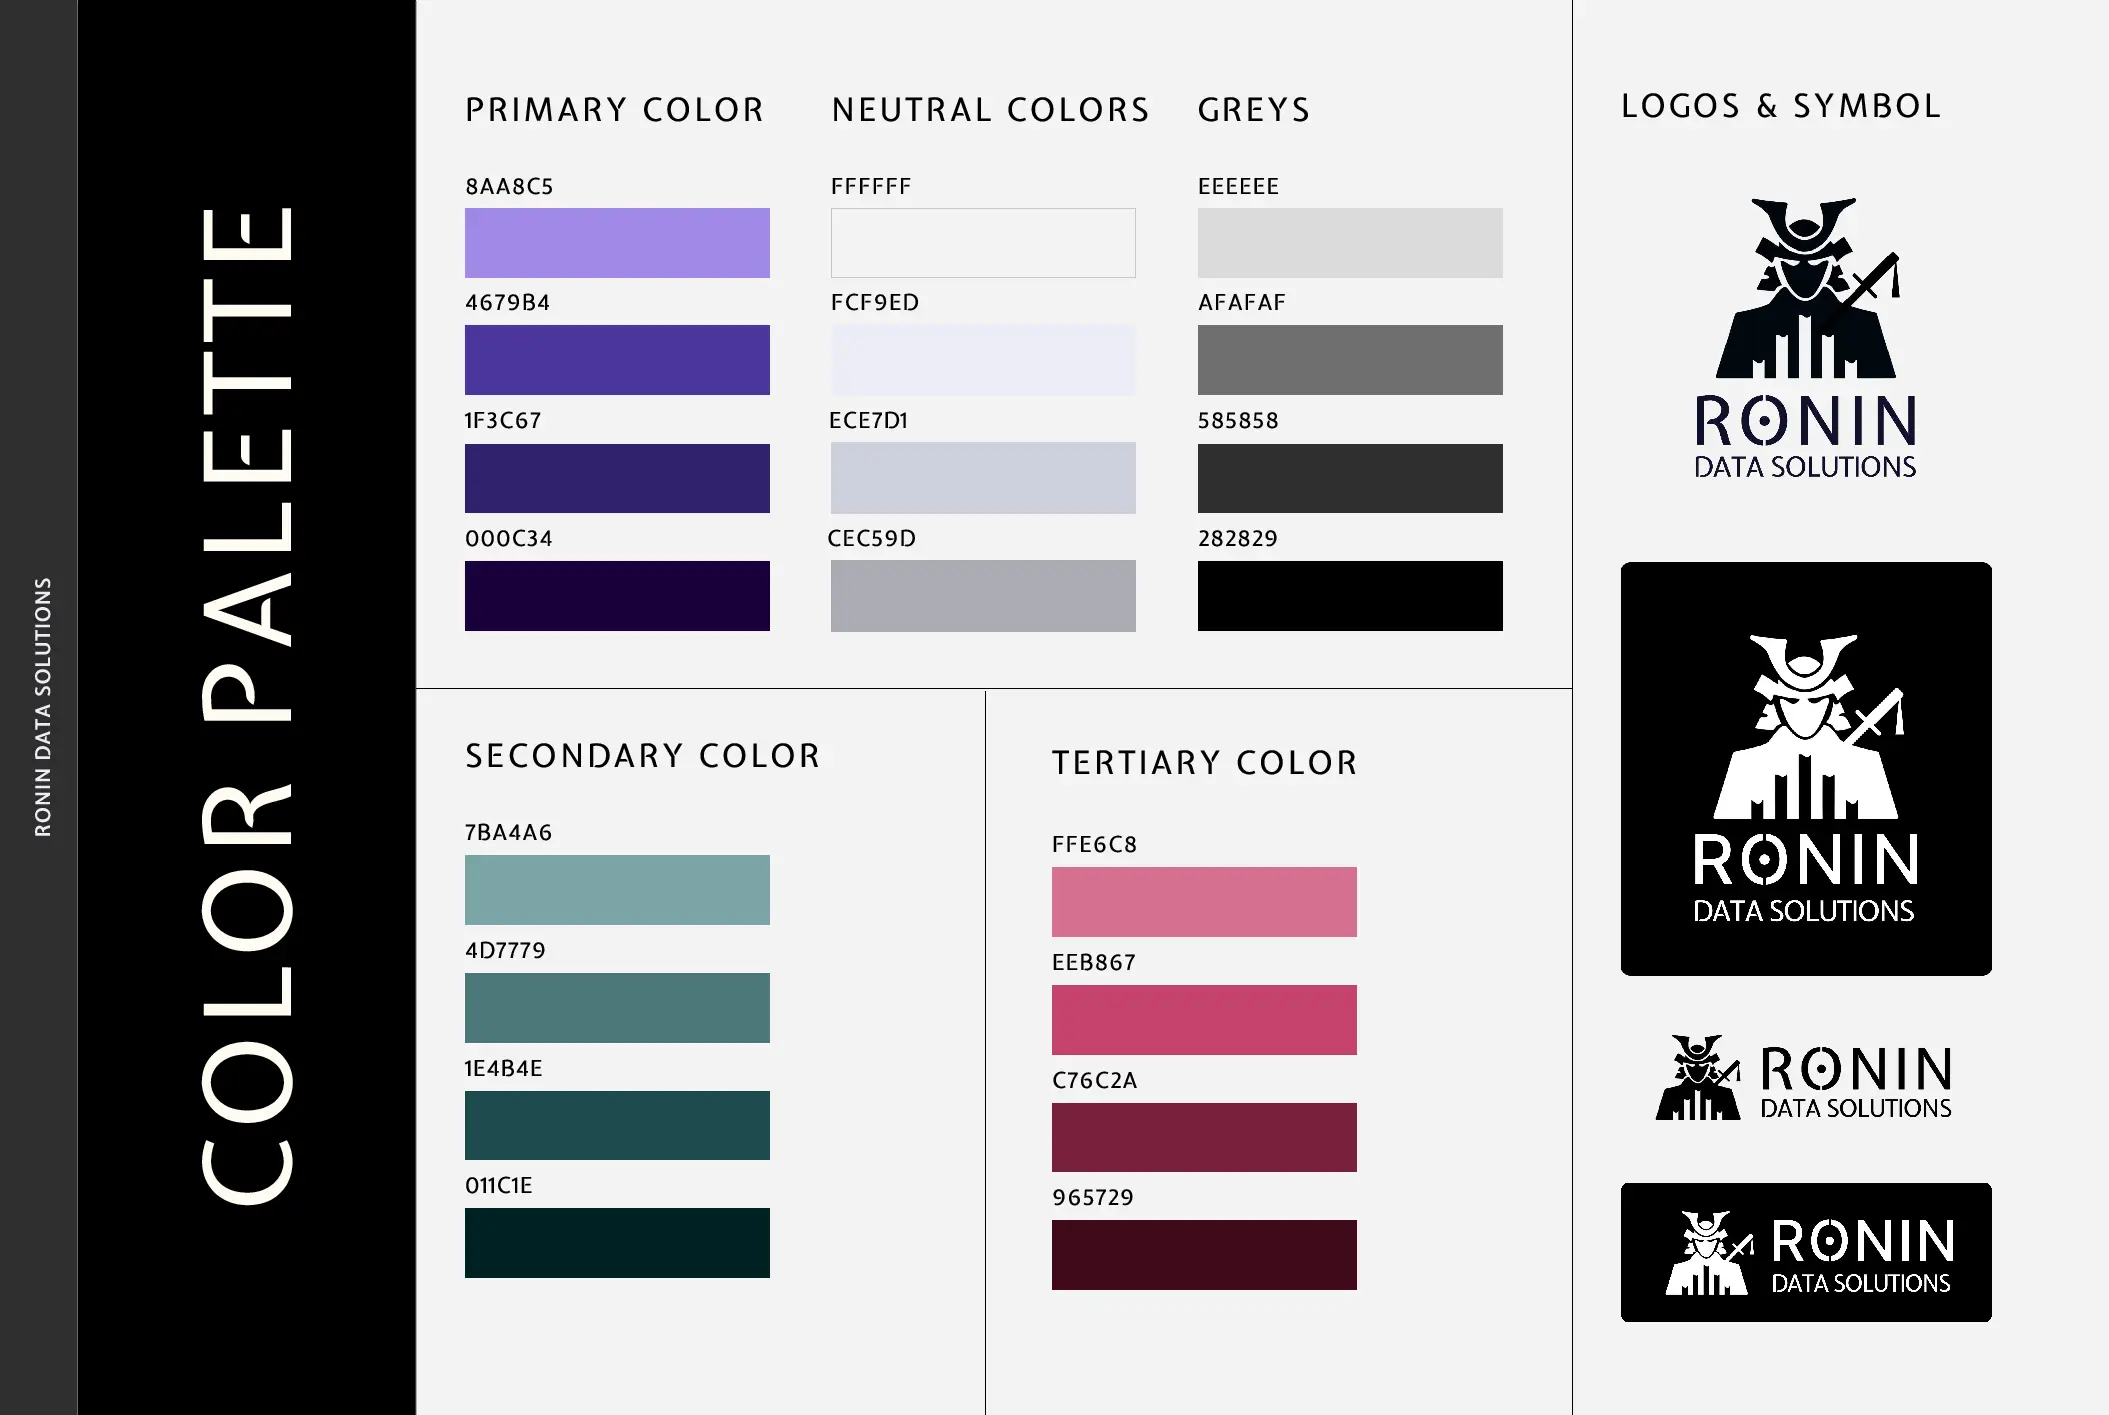 RONIN DATA SOLUTIONS
COLOR PALETTE
PRIMARY COLOR
8AA8C5
4679B4
1F3C67
000C34
NEUTRAL COLORS
FFFFFF
FCF9ED
ECE7D1
CEC59D
GREYS
EEEEEE
AFAFAF
585858
282829
SECONDARY COLOR
7BA4A6
4D7779
1E4B4E
011C1E
TERTIARY COLOR
FFE6C8
EEB867
C76C2A
965729
LOGOS & SYMBOL
RONIN
DATA SOLUTIONS
RONIN
DATA SOLUTIONS
RONIN
DATA SOLUTIONS
RONIN
DATA SOLUTIONS